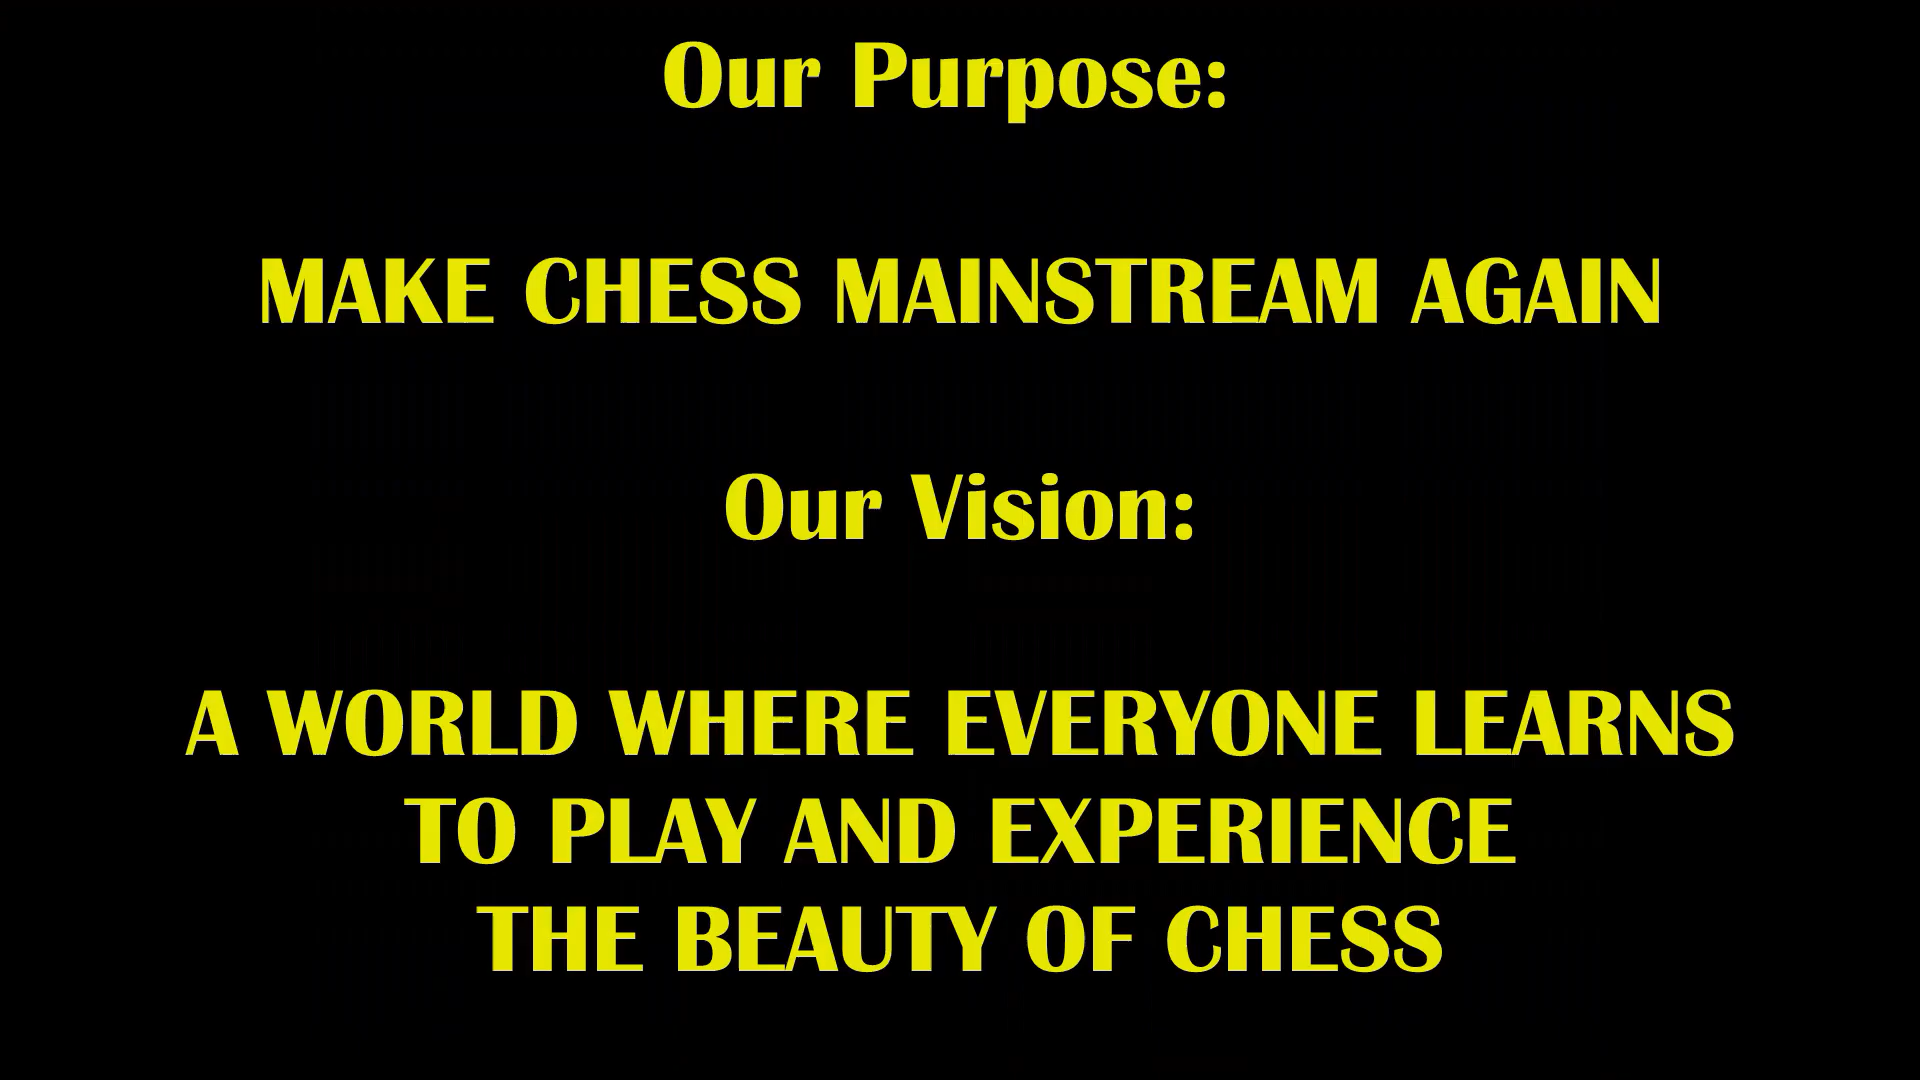 Our Purpose:
MAKE CHESS MAINSTREAM AGAIN
Our Vision:
A WORLD WHERE EVERYONE LEARNS
TO PLAY AND EXPERIENCE
THE BEAUTY OF CHESS